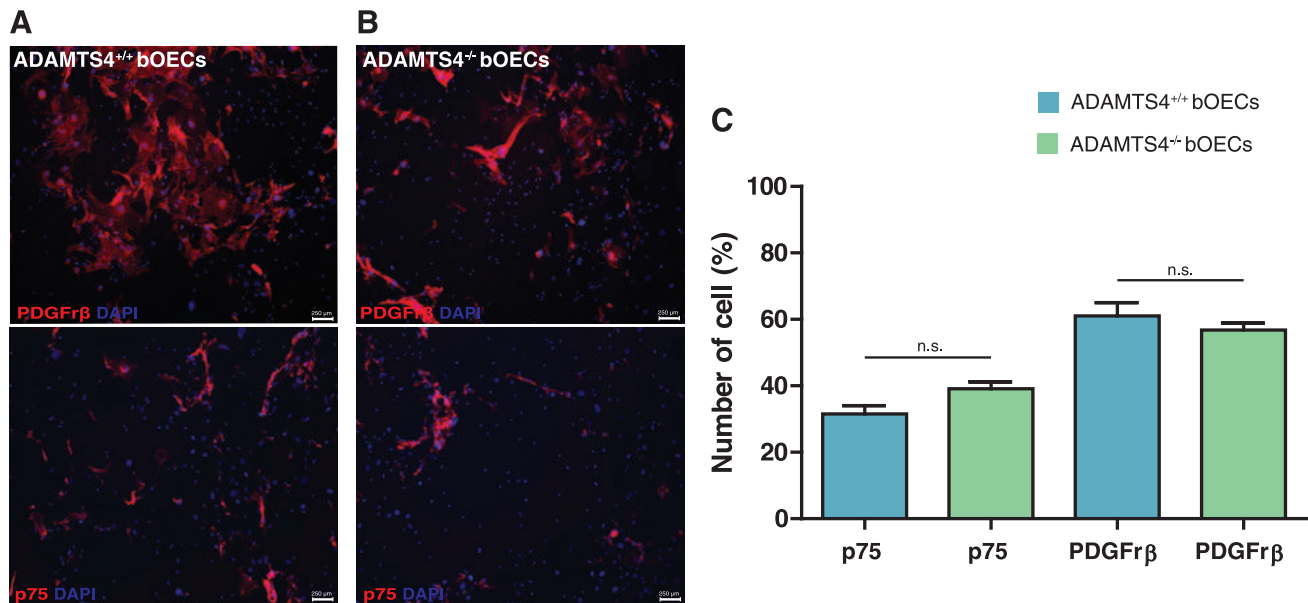 A
B
ADAMTS4+/+ bOECs
ADAMTS4-/- bOECs
PDGFrβ DAPI
250 µm
PDGFrβ DAPI
250 µm
p75 DAPI
250 µm
p75 DAPI
250 µm
C
ADAMTS4+/+ bOECs
ADAMTS4-/- bOECs
Number of cell (%)
100
80
60
40
20
0
n.s.
n.s.
p75
p75
PDGFrβ
PDGFrβ